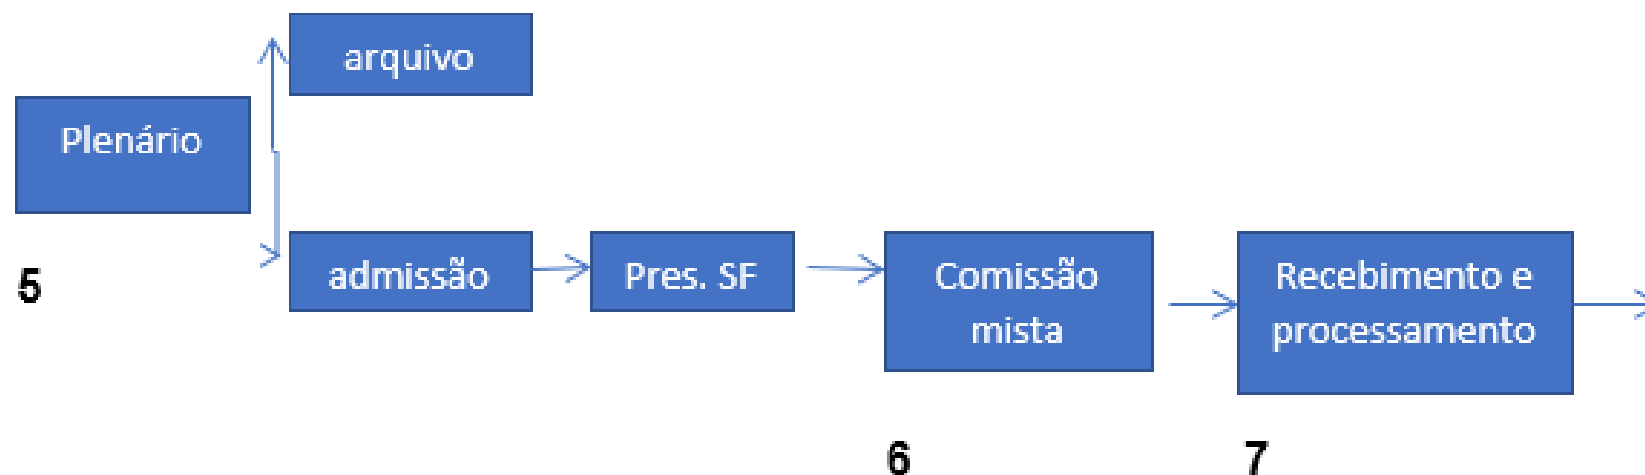 arquivo
Plenário
5
admissão
Pres. SF
Comissão
mista
6
Recebimento e
processamento
7